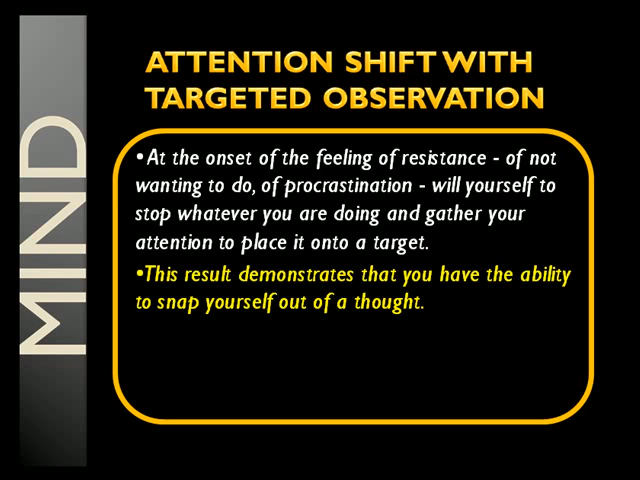 MIND
ATTENTION SHIFT WITH
TARGETED OBSERVATION
•At the onset of the feeling of resistance - of not
wanting to do, of procrastination - will yourself to
stop whatever you are doing and gather your
attention to place it onto a target.
•This result demonstrates that you have the ability
to snap yourself out of a thought.